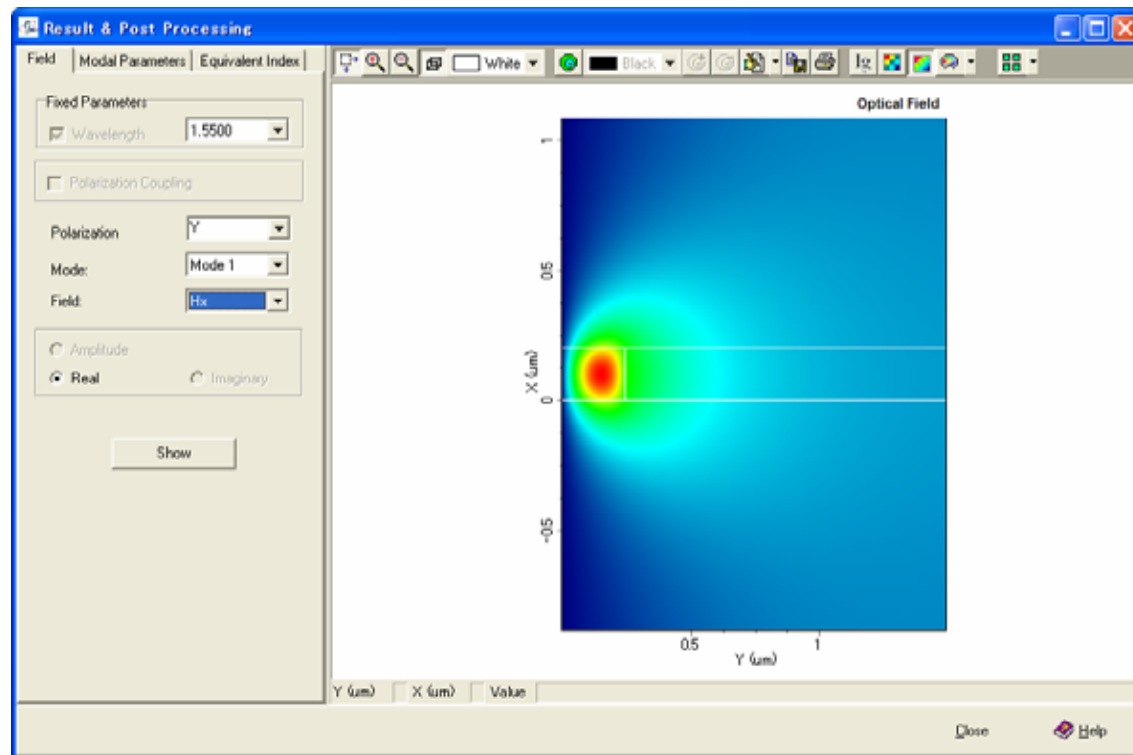 Result & Post Processing
Field Modal Parameters Equivalent Index
White Black lg
Fixed Parameters
Wavelength 1.5500
Polarization Coupling
Polarization Y
Mode: Mode 1
Field: Hx
Amplitude
Real Imaginary
Show
Optical Field
1
0.5
X (um)
0
-0.5
0.5 1
Y (um)
Y (um) X (um) Value
Close Help